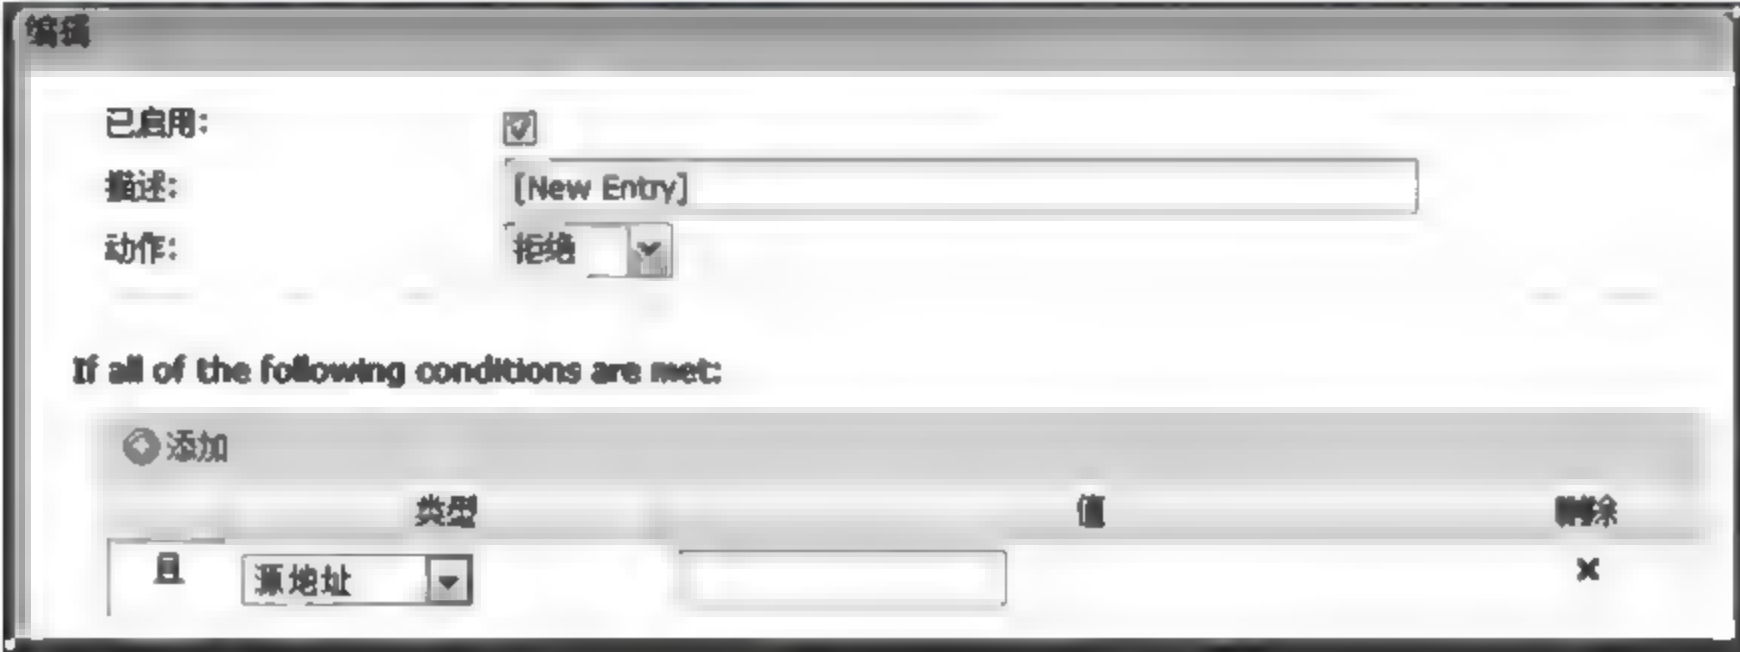 编辑
已启用:
描述: [New Entry]
动作: 拒绝
If all of the following conditions are met:
添加
类型 值 删除
源地址